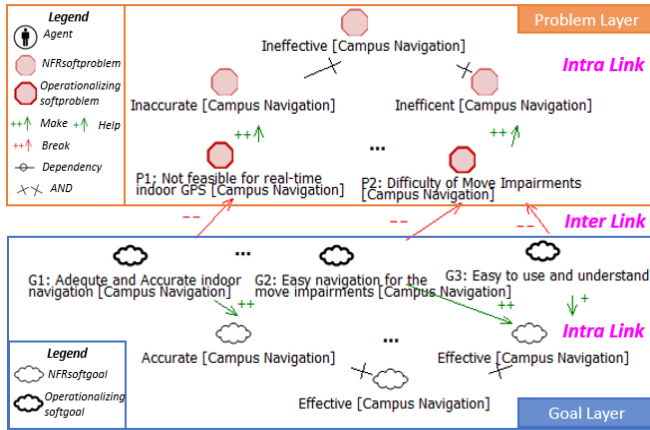 Legend
Agent
NFRsoftproblem
Operationalizing
softproblem
++ Make + Help
++ Break
Dependency
AND
Problem Layer
Ineffective [Campus Navigation]
Intra Link
Inaccurate [Campus Navigation]
Inefficent [Campus Navigation]
++
++
...
P1: Not feasible for real-time
indoor GPS [Campus Navigation]
P2: Difficulty of Move Impairments
[Campus Navigation]
--
--
--
Inter Link
...
G1: Adequte and Accurate indoor
navigation [Campus Navigation]
G2: Easy navigation for the
move impairments [Campus Navigation]
G3: Easy to use and understand
++
++
+
Intra Link
...
Accurate [Campus Navigation]
Effective [Campus Navigation]
Effective [Campus Navigation]
Legend
NFRsoftgoal
Operationalizing
softgoal
Goal Layer